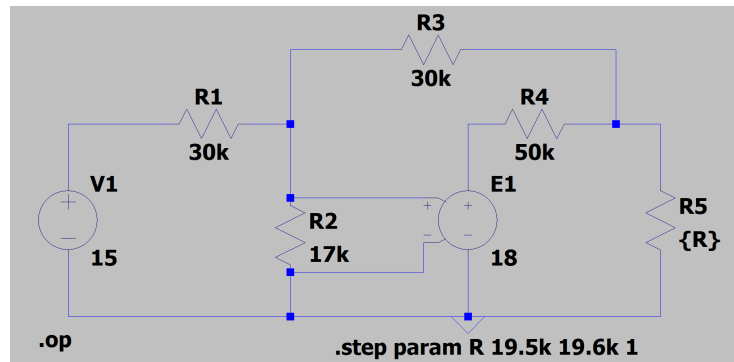 R3
30k
R1
30k
R4
50k
V1
15
R2
17k
E1
+
-
+
-
18
R5
{R}
.op
.step param R 19.5k 19.6k 1